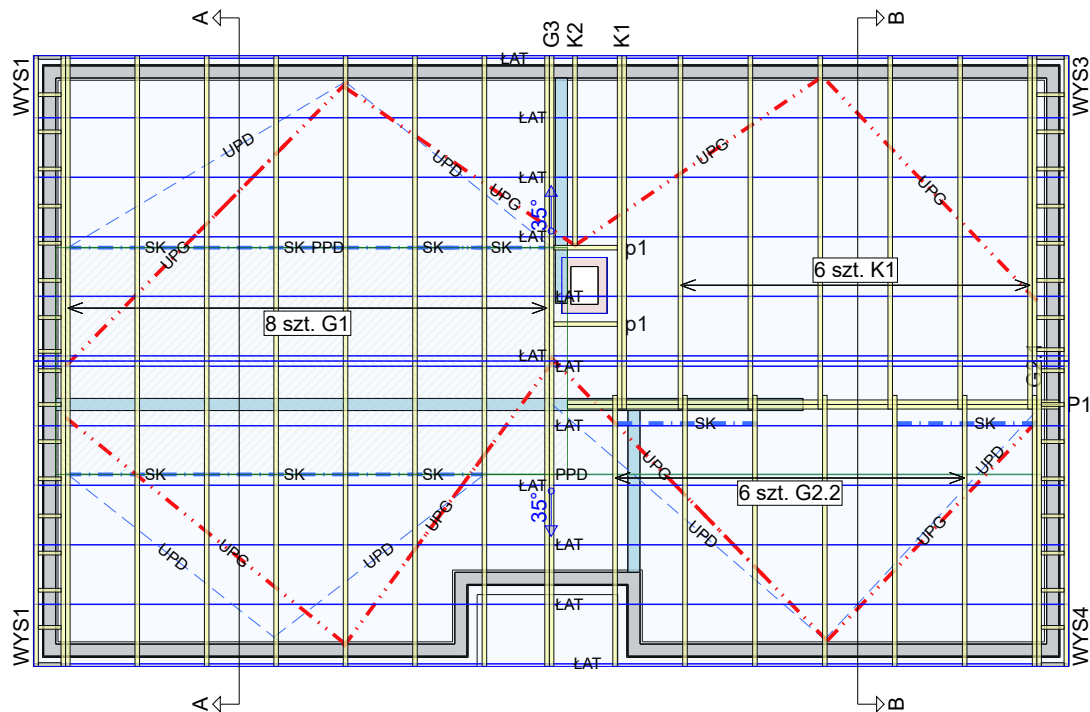 A
B
G3
K2
K1
WYS1
WYS3
ŁAT
ŁAT
UPD
UPG
UPD
ŁAT
UPG
UPG
35°
ŁAT
SK
SK
PPD
SK
SK
p1
UPG
6 szt. K1
ŁAT
8 szt. G1
p1
ŁAT
ŁAT
P1
ŁAT
SK
SK
SK
SK
SK
PPD
UPG
UPD
ŁAT
6 szt. G2.2
35°
UPG
UPD
UPG
UPD
UPD
UPG
ŁAT
ŁAT
WYS1
WYS4
ŁAT
A
B